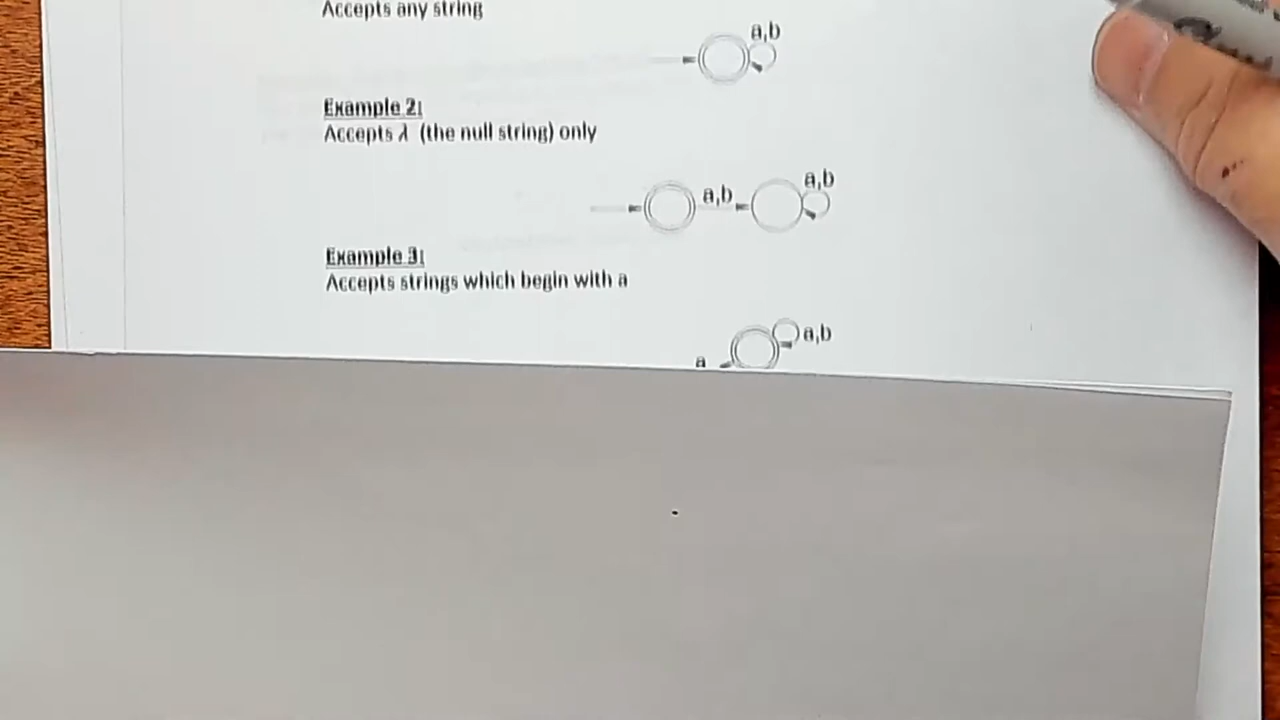 Accepts any string
a,b
Example 2:
Accepts λ (the null string) only
a,b a,b
Example 3:
Accepts strings which begin with a
a,b
a